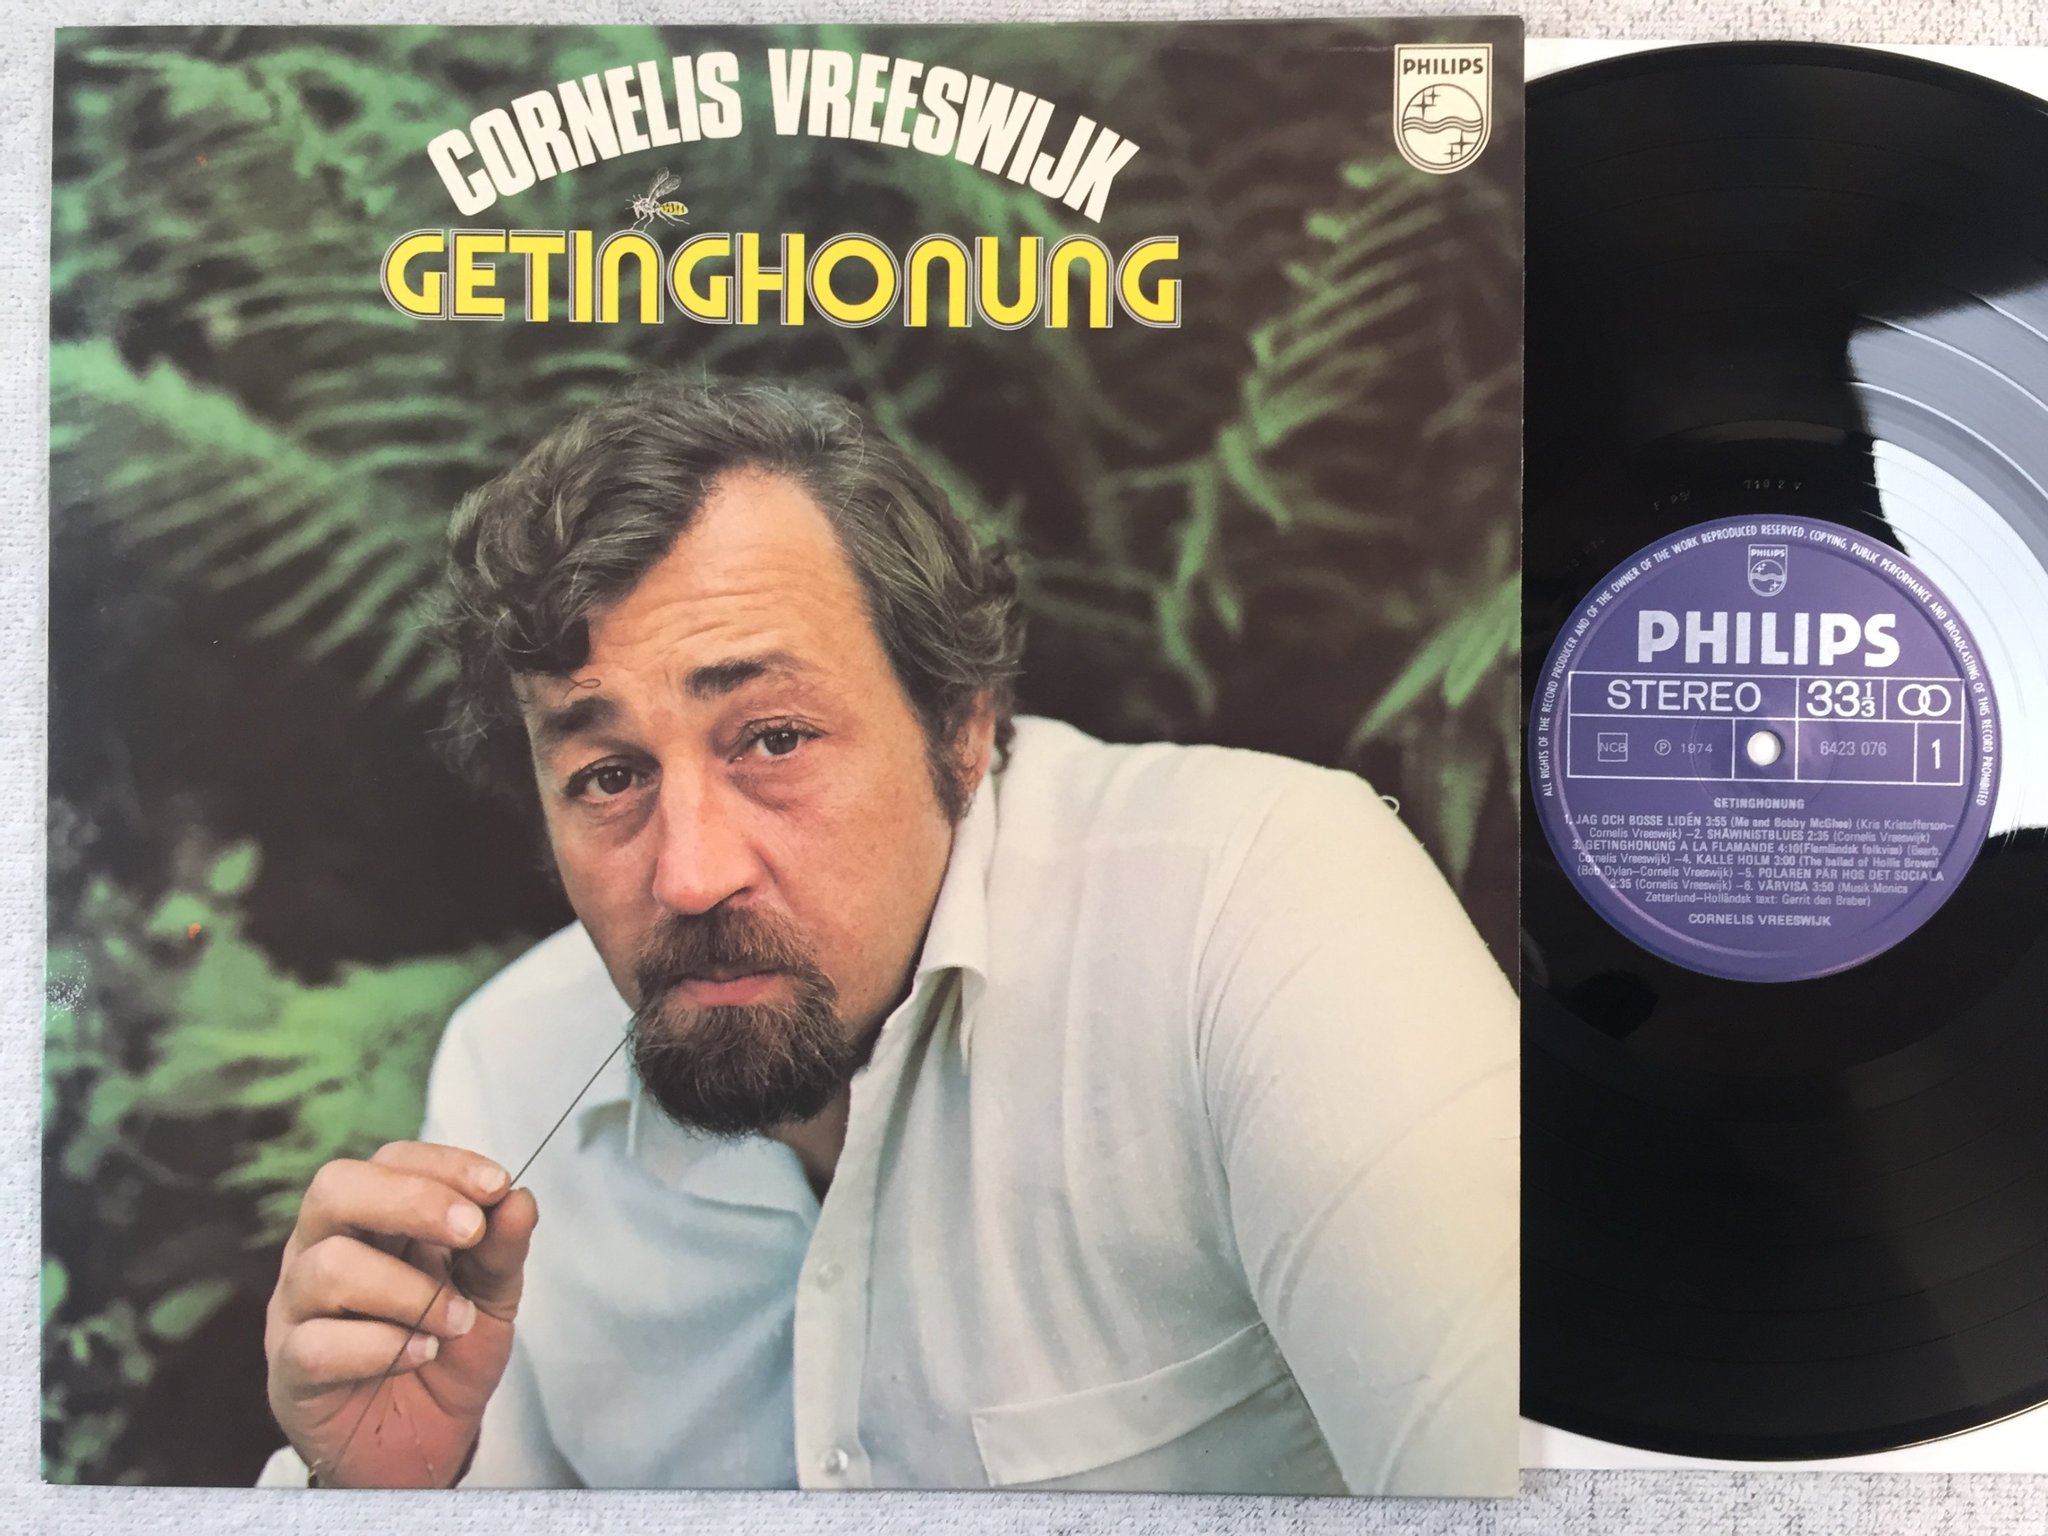 CORNELIS VREESWIJK
GETINGHONUNG
PHILIPS
ALL RIGHTS OF THE RECORD PRODUCER AND OF THE OWNER OF THE WORK REPRODUCED RESERVED. COPYING, PUBLIC PERFORMANCE AND BROADCASTING OF THIS RECORD PROHIBITED
PHILIPS
PHILIPS
STEREO 33 1/3
NCB ℗ 1974 6423 076 1
GETINGHONUNG
1. JAG OCH BOSSE LIDÉN 3:55 (Me and Bobby McGhee) (Kris Kristofferson–
Cornelis Vreeswijk) –2. SHÅWINISTBLUES 2:35 (Cornelis Vreeswijk)
3. GETINGHONUNG A LA FLAMANDE 4:10 (Flamländsk folkvisa) (Bearb.
Cornelis Vreeswijk) –4. KALLE HOLM 3:00 (The ballad of Hollis Brown)
(Bob Dylan–Cornelis Vreeswijk) –5. POLAREN PÄR HOS DET SOCIALA
3:35 (Cornelis Vreeswijk) –6. VÅRVISA 3:50 (Musik:Monica
Zetterlund–Holländsk text: Gerrit den Braber)
CORNELIS VREESWIJK